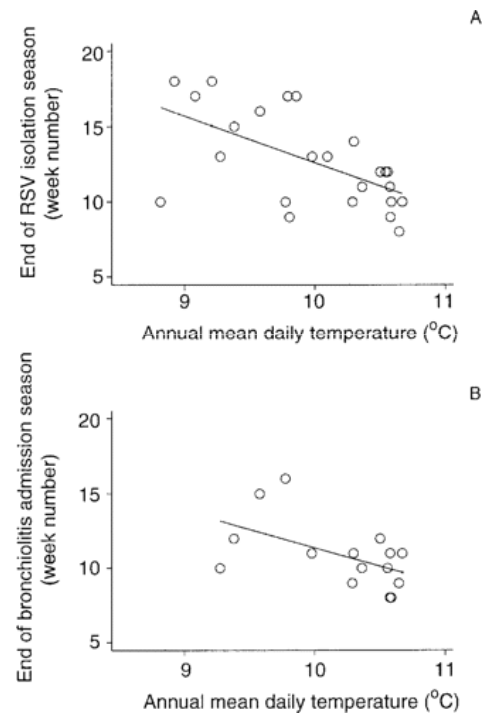 A
End of RSV isolation season
(week number)
20
15
10
5
9
10
11
Annual mean daily temperature (°C)
B
End of bronchiolitis admission season
(week number)
20
15
10
5
9
10
11
Annual mean daily temperature (°C)